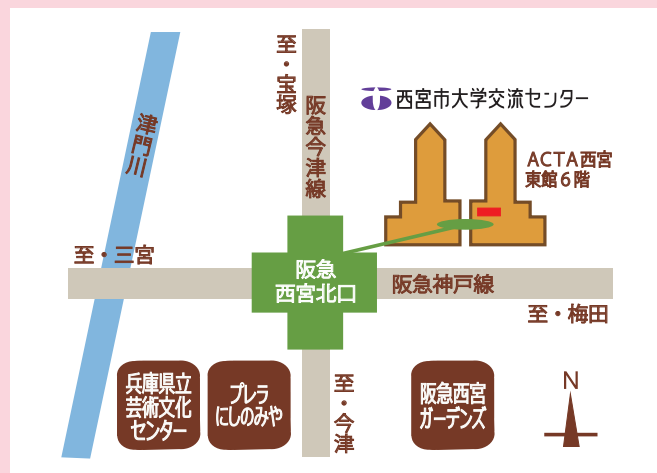 至・宝塚
阪急今津線
津門川
西宮市大学交流センター
ACTA西宮
東館6階
至・三宮
阪急
西宮北口
阪急神戸線
至・梅田
兵庫県立
芸術文化
センター
プレラ
にしのみや
至・今津
阪急西宮
ガーデンズ
N